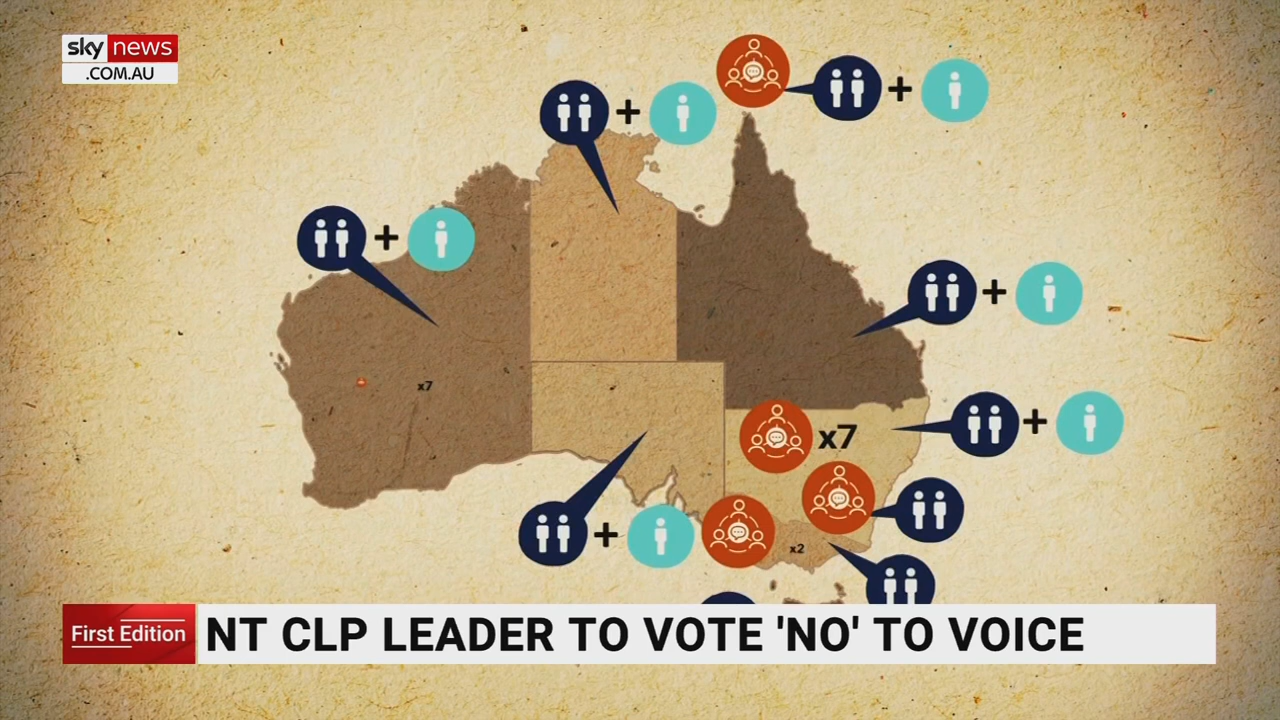 sky news
.COM.AU
+
+
+
+
x7
+
x7
+
x2
First Edition
NT CLP LEADER TO VOTE 'NO' TO VOICE